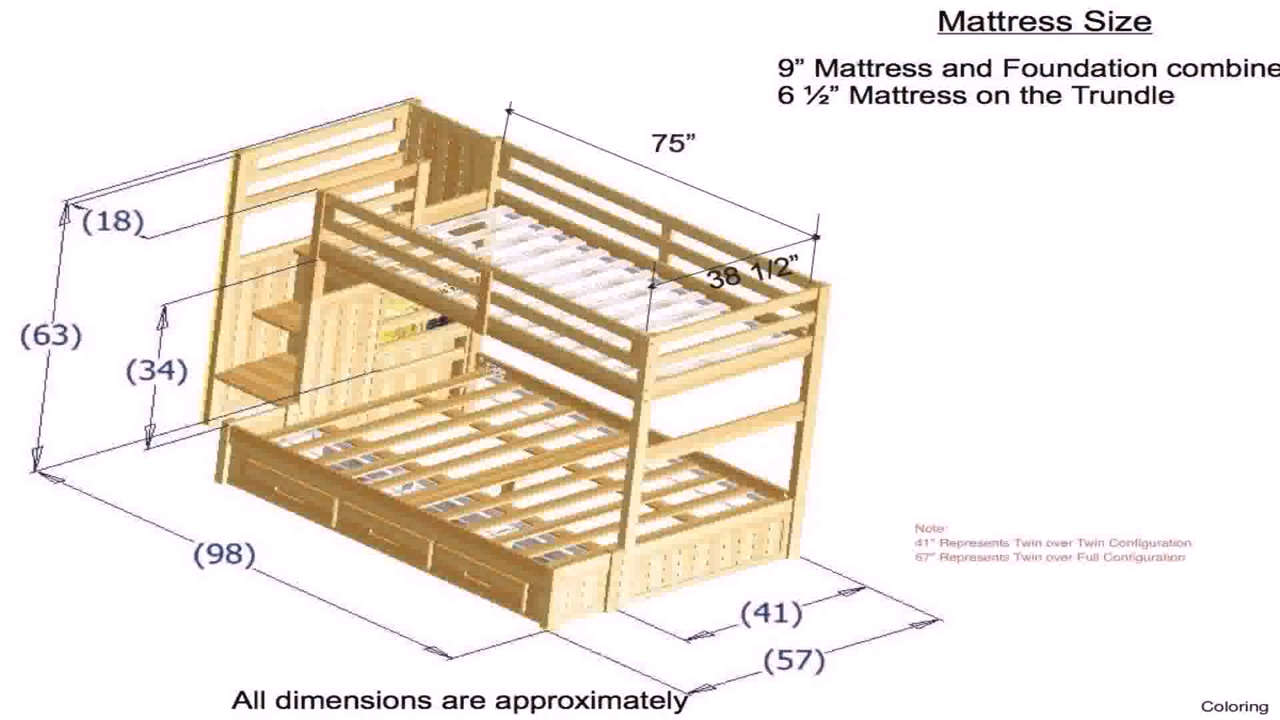 Mattress Size
9” Mattress and Foundation combine
6 ½” Mattress on the Trundle
75”
(18)
38 1/2”
(63)
(34)
Note:
41" Represents Twin over Twin Configuration
67" Represents Twin over Full Configuration
(98)
(41)
(57)
All dimensions are approximately
Coloring